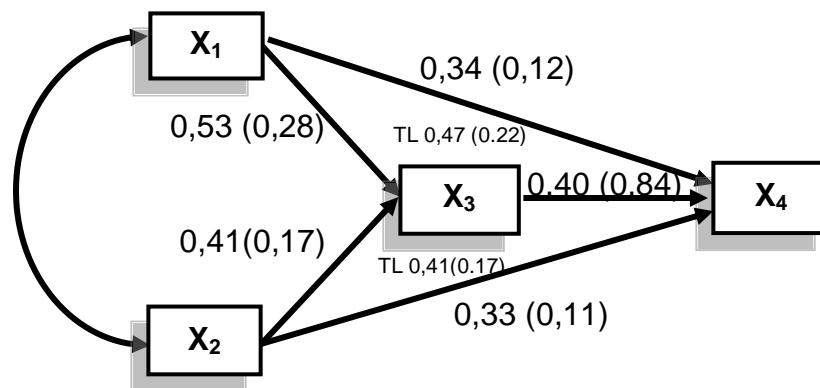 X₁
0,34 (0,12)
0,53 (0,28)
TL 0,47 (0.22)
X₃
0,40 (0,84)
X₄
0,41(0,17)
TL 0,41(0.17)
0,33 (0,11)
X₂